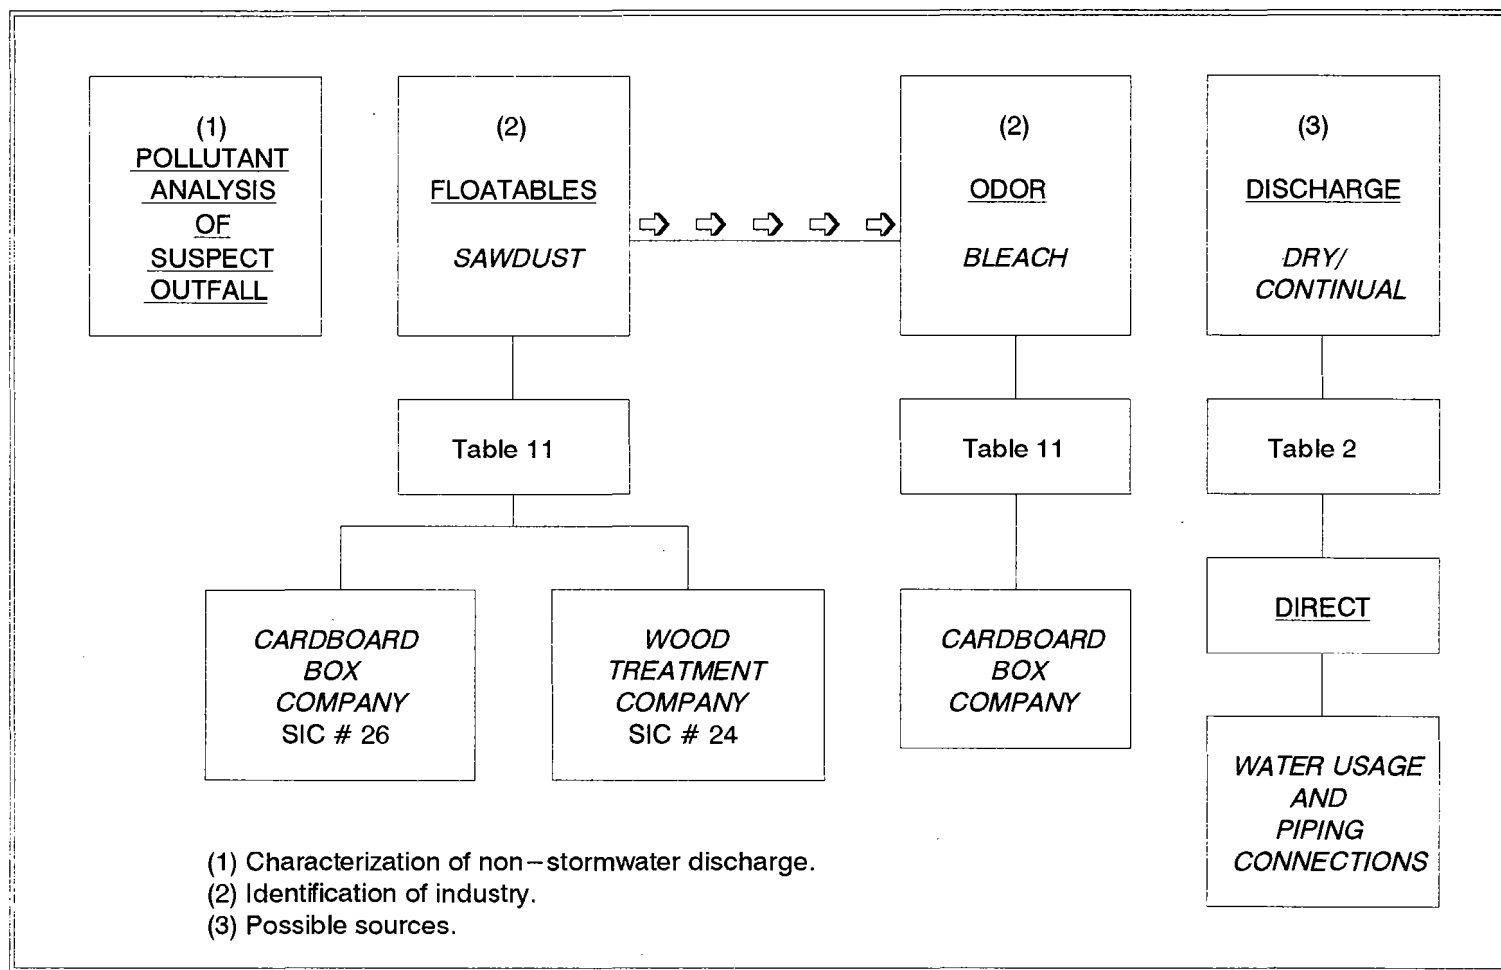 (1)
POLLUTANT
ANALYSIS
OF
SUSPECT
OUTFALL
(2)
FLOATABLES
SAWDUST
(2)
ODOR
BLEACH
(3)
DISCHARGE
DRY/
CONTINUAL
Table 11
Table 11
Table 2
CARDBOARD
BOX
COMPANY
SIC # 26
WOOD
TREATMENT
COMPANY
SIC # 24
CARDBOARD
BOX
COMPANY
DIRECT
WATER USAGE
AND
PIPING
CONNECTIONS
(1) Characterization of non-stormwater discharge.
(2) Identification of industry.
(3) Possible sources.